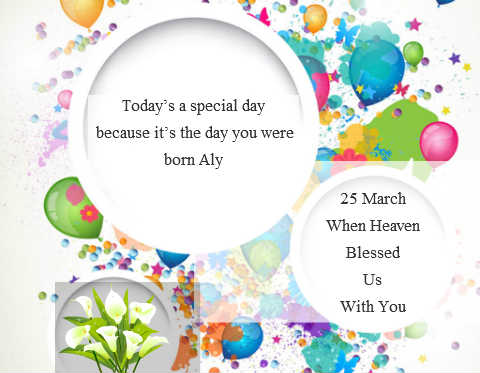 Today’s a special day
because it’s the day you were
born Aly
25 March
When Heaven
Blessed
Us
With You